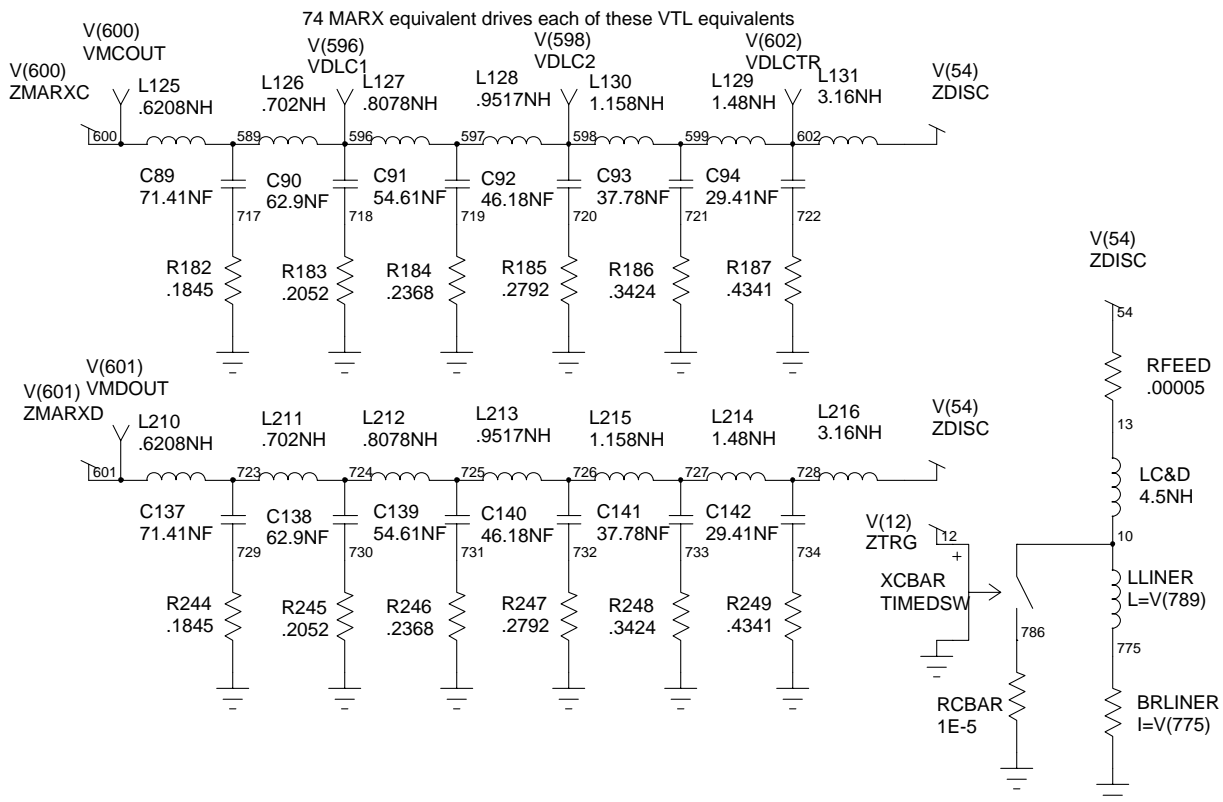 74 MARX equivalent drives each of these VTL equivalents
V(600)
VMCOUT
V(596)
VDLC1
V(598)
VDLC2
V(602)
VDLCTR
V(600)
ZMARXC
V(54)
ZDISC
L125
.6208NH
L126
.702NH
L127
.8078NH
L128
.9517NH
L130
1.158NH
L129
1.48NH
L131
3.16NH
600
589
596
597
598
599
602
C89
71.41NF
C90
62.9NF
C91
54.61NF
C92
46.18NF
C93
37.78NF
C94
29.41NF
717
718
719
720
721
722
R182
.1845
R183
.2052
R184
.2368
R185
.2792
R186
.3424
R187
.4341
V(601)
VMDOUT
V(601)
ZMARXD
V(54)
ZDISC
L210
.6208NH
L211
.702NH
L212
.8078NH
L213
.9517NH
L215
1.158NH
L214
1.48NH
L216
3.16NH
601
723
724
725
726
727
728
C137
71.41NF
C138
62.9NF
C139
54.61NF
C140
46.18NF
C141
37.78NF
C142
29.41NF
729
730
731
732
733
734
R244
.1845
R245
.2052
R246
.2368
R247
.2792
R248
.3424
R249
.4341
V(54)
ZDISC
54
RFEED
.00005
13
LC&D
4.5NH
V(12)
ZTRG
12
+
10
XCBAR
TIMEDSW
LLINER
L=V(789)
786
775
RCBAR
1E-5
BRLINER
I=V(775)